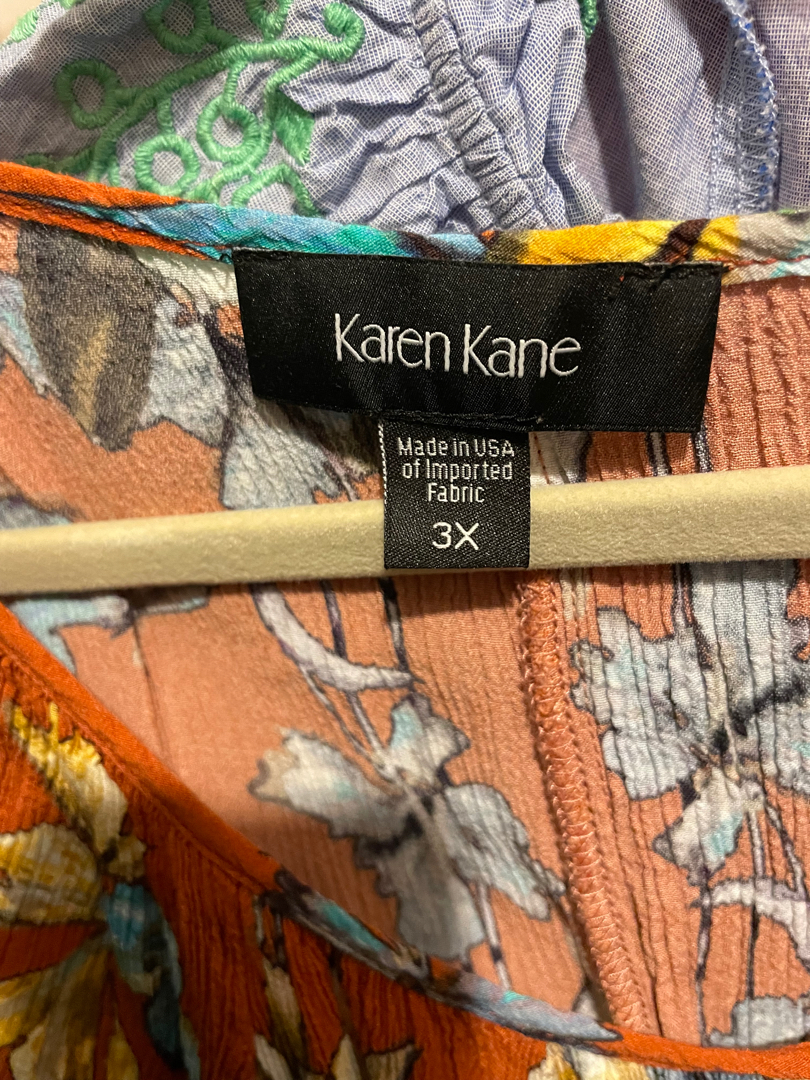 Karen Kane
Made in USA
of Imported
Fabric
3X